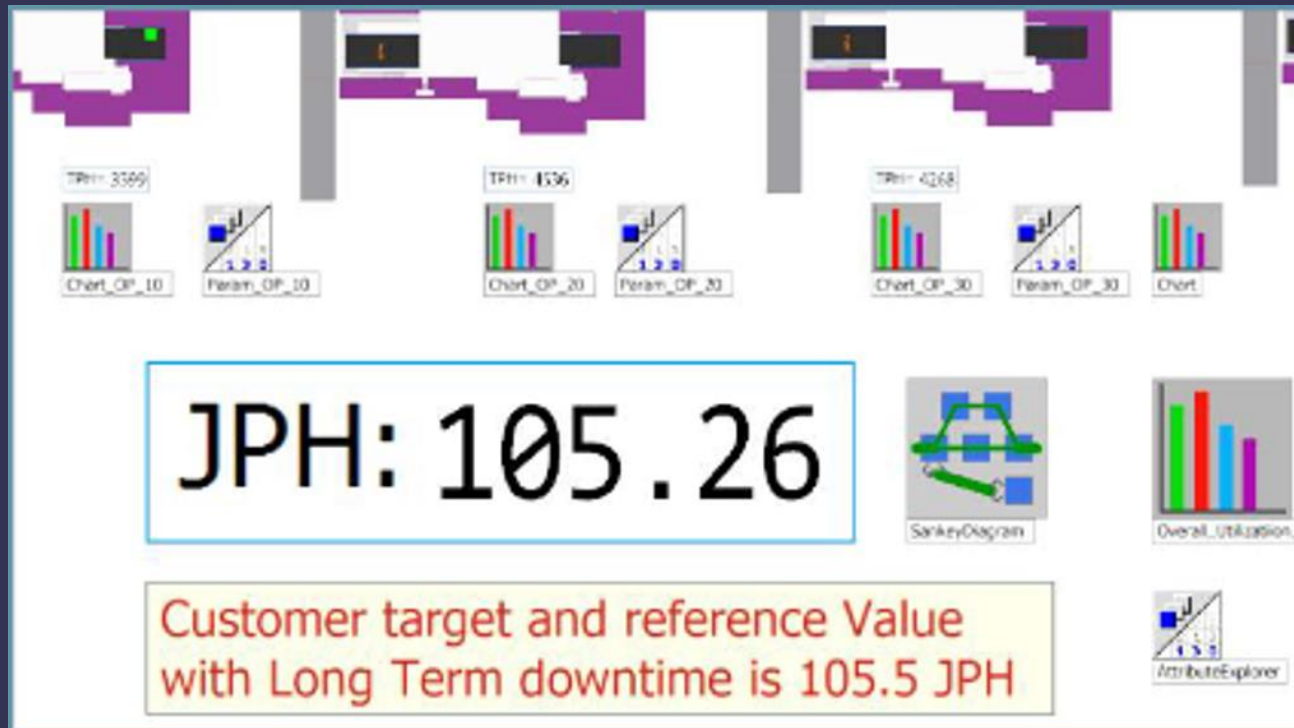 TPH= 3399
TPH= 4536
TPH= 4268
Chart_OP_10
Param_OP_10
Chart_OP_20
Param_OP_20
Chart_OP_30
Param_OP_30
Chart
JPH: 105.26
SankeyDiagram
Overall_Utilization
Customer target and reference Value
with Long Term downtime is 105.5 JPH
AttributeExplorer